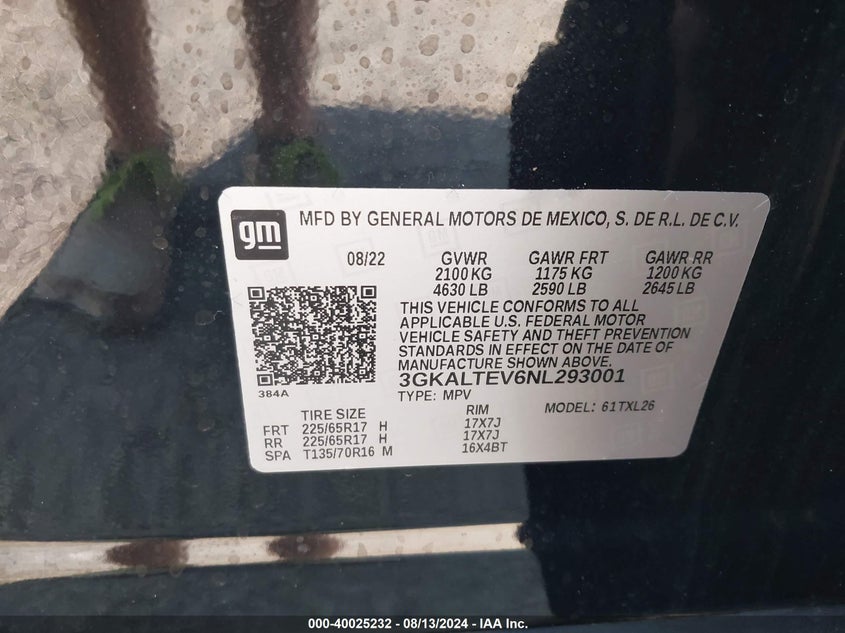 gm
MFD BY GENERAL MOTORS DE MEXICO, S. DE R.L. DE C.V.
08/22 GVWR GAWR FRT GAWR RR
2100 KG 1175 KG 1200 KG
4630 LB 2590 LB 2645 LB
THIS VEHICLE CONFORMS TO ALL
APPLICABLE U.S. FEDERAL MOTOR
VEHICLE SAFETY AND THEFT PREVENTION
STANDARDS IN EFFECT ON THE DATE OF
MANUFACTURE SHOWN ABOVE.
3GKALTEV6NL293001
384A
TYPE: MPV
MODEL: 61TXL26
TIRE SIZE RIM
FRT 225/65R17 H 17X7J
RR 225/65R17 H 17X7J
SPA T135/70R16 M 16X4BT
000-40025232 - 08/13/2024 - IAA Inc.